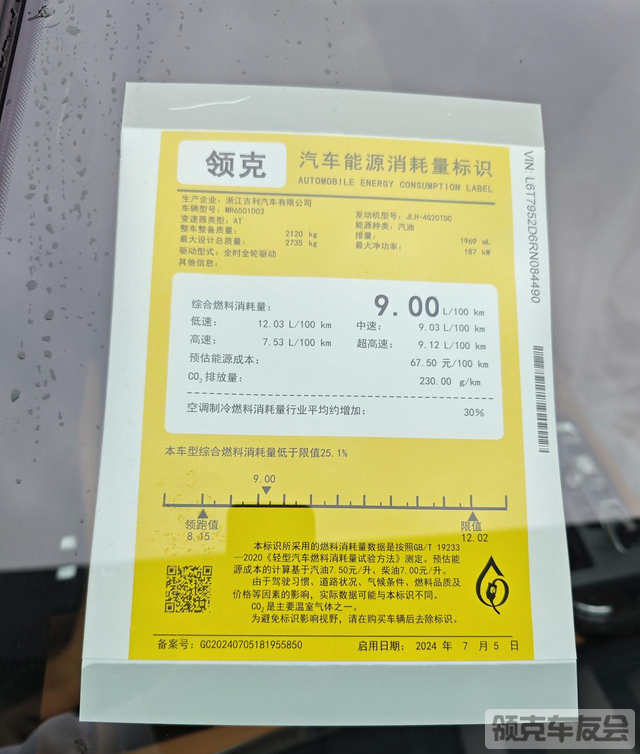 领克 汽车能源消耗量标识
AUTOMOBILE ENERGY CONSUMPTION LABEL
生产企业：浙江吉利汽车有限公司
车辆型号：MR6501D03 发动机型号：JLH-4G20TDC
变速器类型：AT 能源种类：汽油
整车整备质量：2120 kg 排量：1969 mL
最大设计总质量：2735 kg 最大净功率：187 kW
驱动型式：全时全轮驱动
其他信息：
综合燃料消耗量：9.00 L/100 km
低速：12.03 L/100 km 中速：9.03 L/100 km
高速：7.53 L/100 km 超高速：9.12 L/100 km
预估能源成本：67.50 元/100 km
CO₂排放量：230.00 g/km
空调制冷燃料消耗量行业平均约增加：30%
本车型综合燃料消耗量低于限值25.1%
9.00
领跑值 限值
8.15 12.02
本标识所采用的燃料消耗量数据是按照GB/T 19233
—2020《轻型汽车燃料消耗量试验方法》测定。预估能
源成本的计算基于汽油7.50元/升、柴油7.00元/升。
由于驾驶习惯、道路状况、气候条件、燃料品质及
价格等因素的影响，实际数据可能与本标识不同。
CO₂是主要温室气体之一。
为避免标识影响视野，请在购买车辆后去除标识。
备案号：GC20240705181955850 启用日期：2024 年 7 月 5 日
VIN: L6T7952D6RN084490
领克车友会